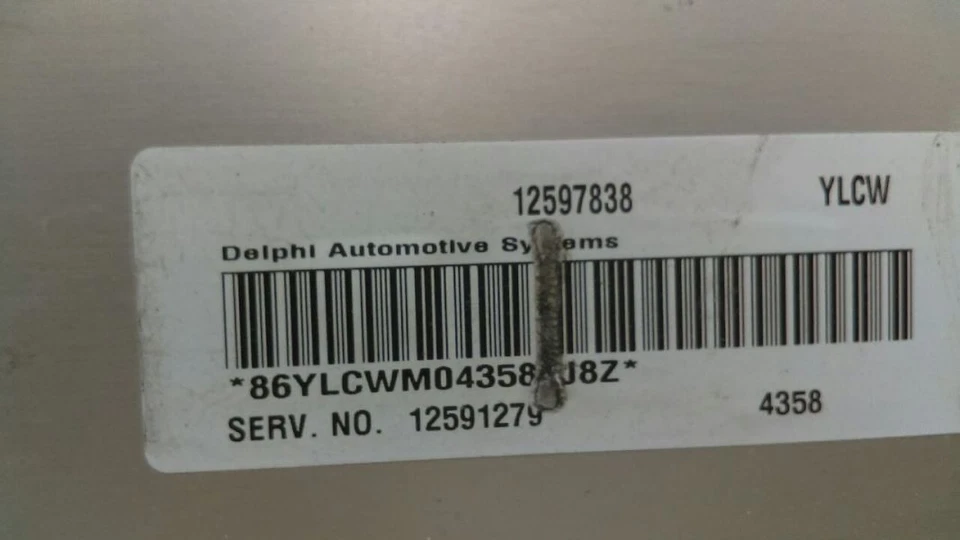 12597838 YLCW
Delphi Automotive
SERV. NO. 12591279 4358